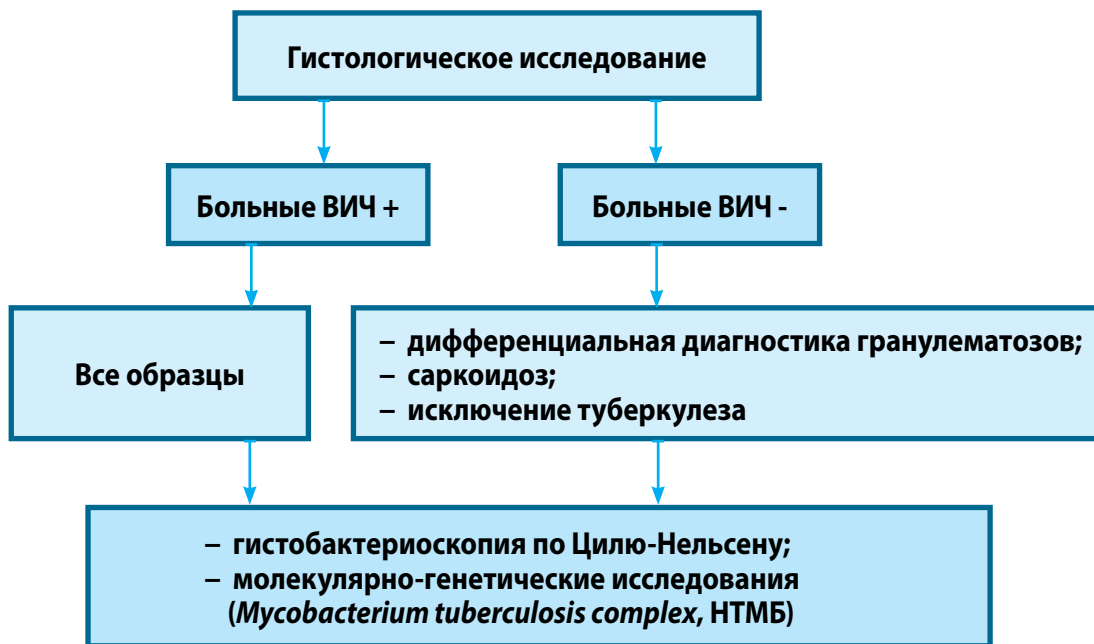 Гистологическое исследование
Больные ВИЧ +
Больные ВИЧ -
Все образцы
– дифференциальная диагностика гранулематозов;
– саркоидоз;
– исключение туберкулеза
– гистобактериоскопия по Цилю-Нельсену;
– молекулярно-генетические исследования
(Mycobacterium tuberculosis complex, НТМБ)